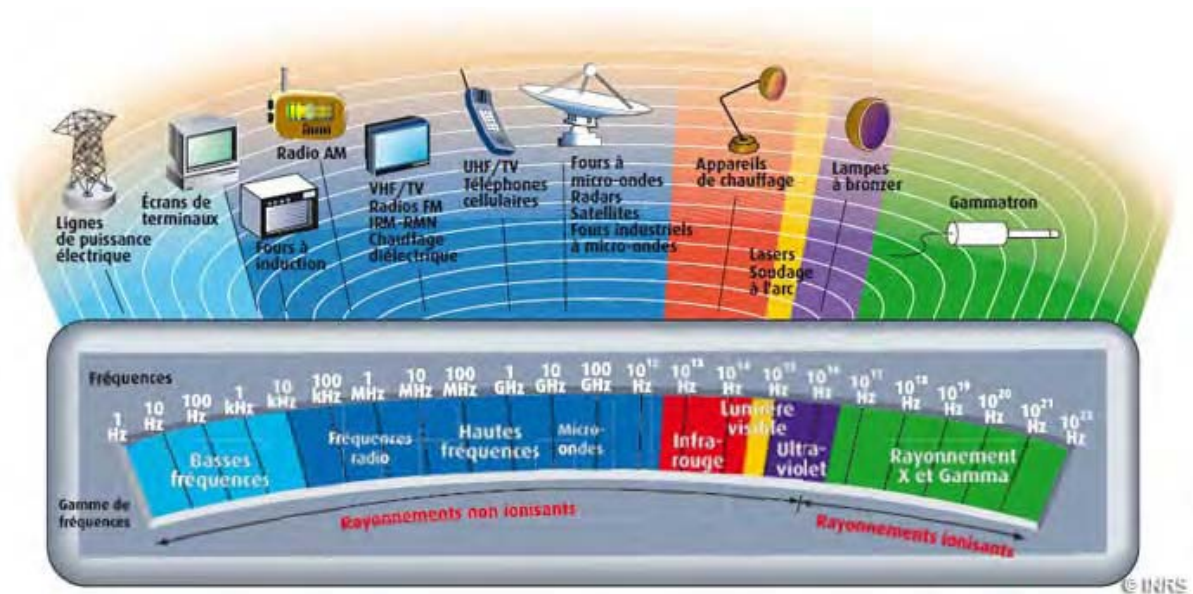 Lignes
de puissance
électrique
Écrans de
terminaux
Radio AM
Fours à
induction
VHF/TV
Radios FM
IRM-RMN
Chauffage
diélectrique
UHF/TV
Téléphones
cellulaires
Fours à
micro-ondes
Radars
Satellites
Fours industriels
à micro-ondes
Appareils
de chauffage
Lasers
Soudage
à l'arc
Lampes
à bronzer
Gammatron
Fréquences
1
Hz
10
Hz
100
Hz
1
kHz
10
kHz
100
kHz
1
MHz
10
MHz
100
MHz
1
GHz
10
GHz
100
GHz
10¹²
Hz
10¹³
Hz
10¹⁴
Hz
10¹⁵
Hz
10¹⁶
Hz
10¹⁷
Hz
10¹⁸
Hz
10¹⁹
Hz
10²⁰
Hz
10²¹
Hz
10²²
Hz
Basses
fréquences
Fréquences
radio
Hautes
fréquences
Micro-
ondes
Infra-
rouge
Lumière
visible
Ultra-
violet
Rayonnement
X et Gamma
Gamme de
fréquences
Rayonnements non ionisants
Rayonnements ionisants
© INRS